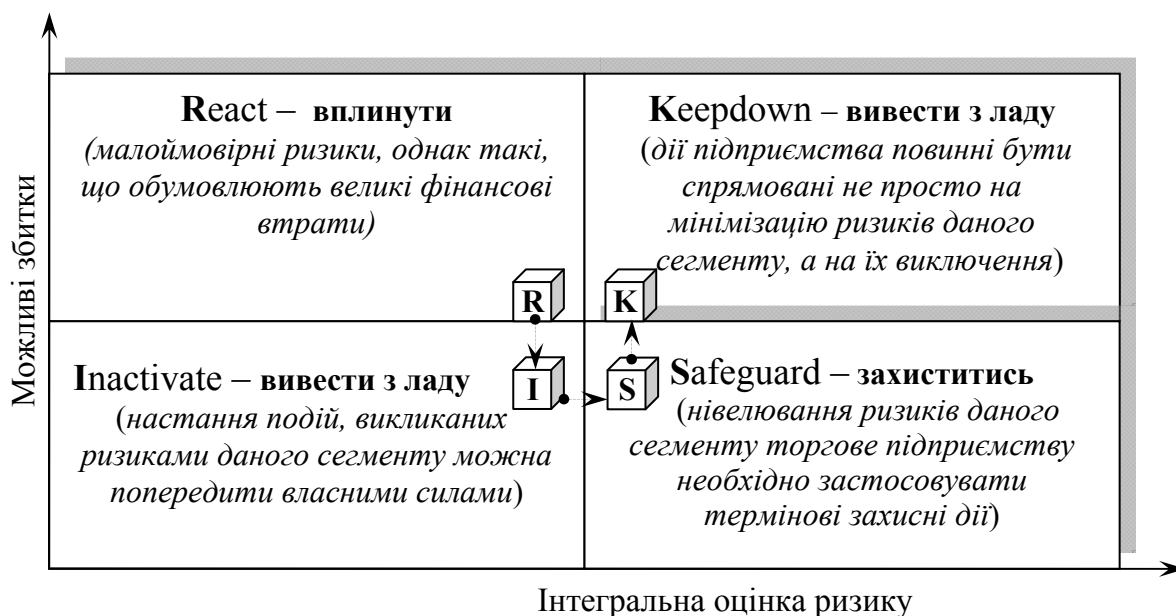 Можливі збитки
React – вплинути
(малоймовірні ризики, однак такі,
що обумовлюють великі фінансові
втрати)
Keepdown – вивести з ладу
(дії підприємства повинні бути
спрямовані не просто на
мінімізацію ризиків даного
сегменту, а на їх виключення)
R
K
Inactivate – вивести з ладу
(настання подій, викликаних
ризиками даного сегменту можна
попередити власними силами)
I
S
Safeguard – захиститись
(нівелювання ризиків даного
сегменту торгове підприємству
необхідно застосовувати
термінові захисні дії)
Інтегральна оцінка ризику